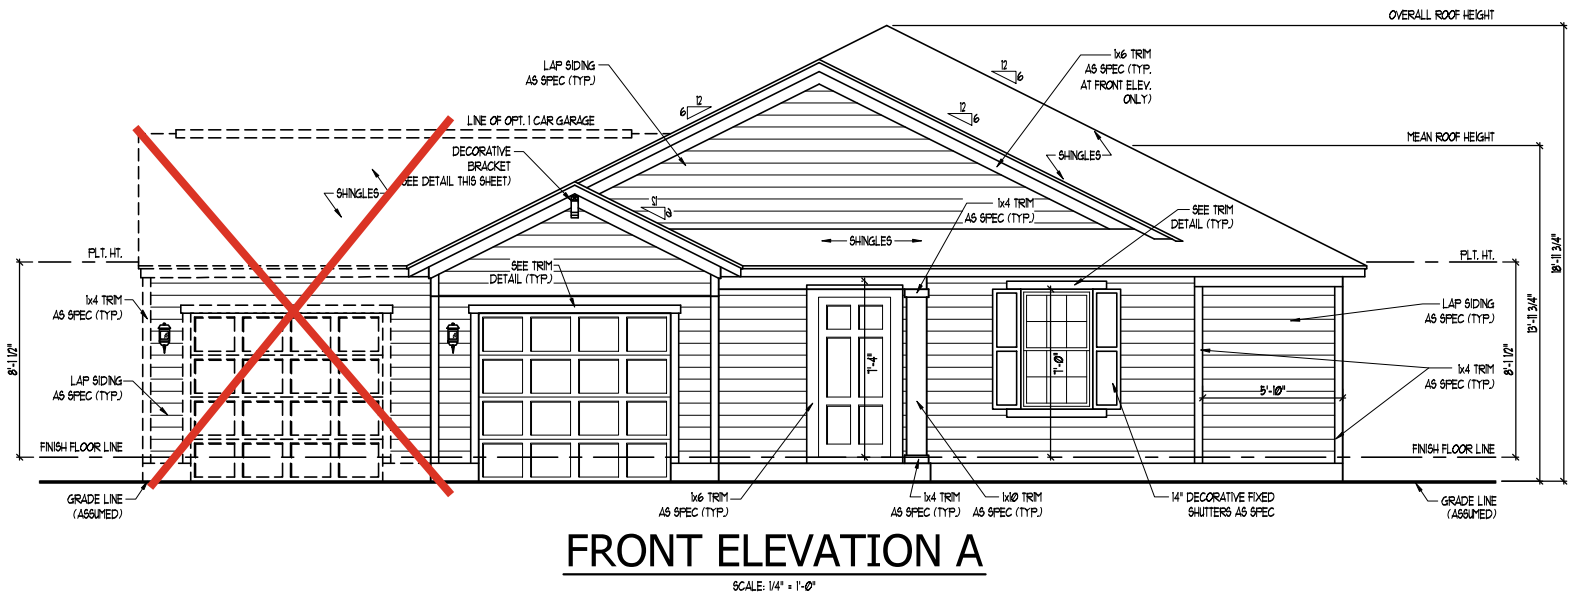 OVERALL ROOF HEIGHT
LAP SIDING
AS SPEC (TYP.)
1x6 TRIM
AS SPEC (TYP.
AT FRONT ELEV.
ONLY)
12
6
12
6
12
6
LINE OF OPT. 1 CAR GARAGE
MEAN ROOF HEIGHT
DECORATIVE
BRACKET
SEE DETAIL THIS SHEET)
SHINGLES
SHINGLES
12
6
1x4 TRIM
AS SPEC (TYP.)
SEE TRIM
DETAIL (TYP.)
SHINGLES
PLT. HT.
PLT. HT.
SEE TRIM
DETAIL (TYP.)
18'-11 3/4"
13'-11 3/4"
1x4 TRIM
AS SPEC (TYP.)
LAP SIDING
AS SPEC (TYP.)
8'-1 1/2"
8'-1 1/2"
7'-4"
7'-0"
LAP SIDING
AS SPEC (TYP.)
1x4 TRIM
AS SPEC (TYP.)
5'-10"
FINISH FLOOR LINE
FINISH FLOOR LINE
GRADE LINE
(ASSUMED)
1x6 TRIM
AS SPEC (TYP.)
1x4 TRIM
AS SPEC (TYP.)
1x10 TRIM
AS SPEC (TYP.)
14" DECORATIVE FIXED
SHUTTERS AS SPEC
GRADE LINE
(ASSUMED)
FRONT ELEVATION A
SCALE: 1/4" = 1'-0"